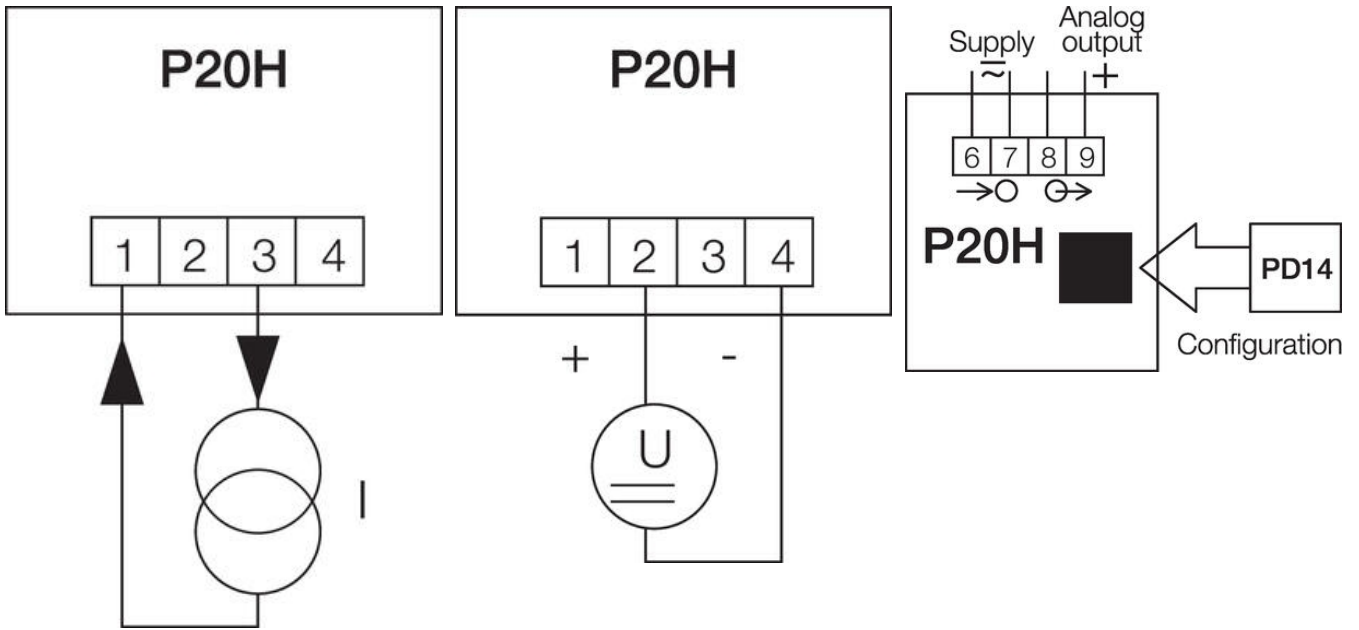 P20H
1 2 3 4
I
P20H
1 2 3 4
+ -
U
Supply
Analog
output
+
6 7 8 9
P20H
PD14
Configuration